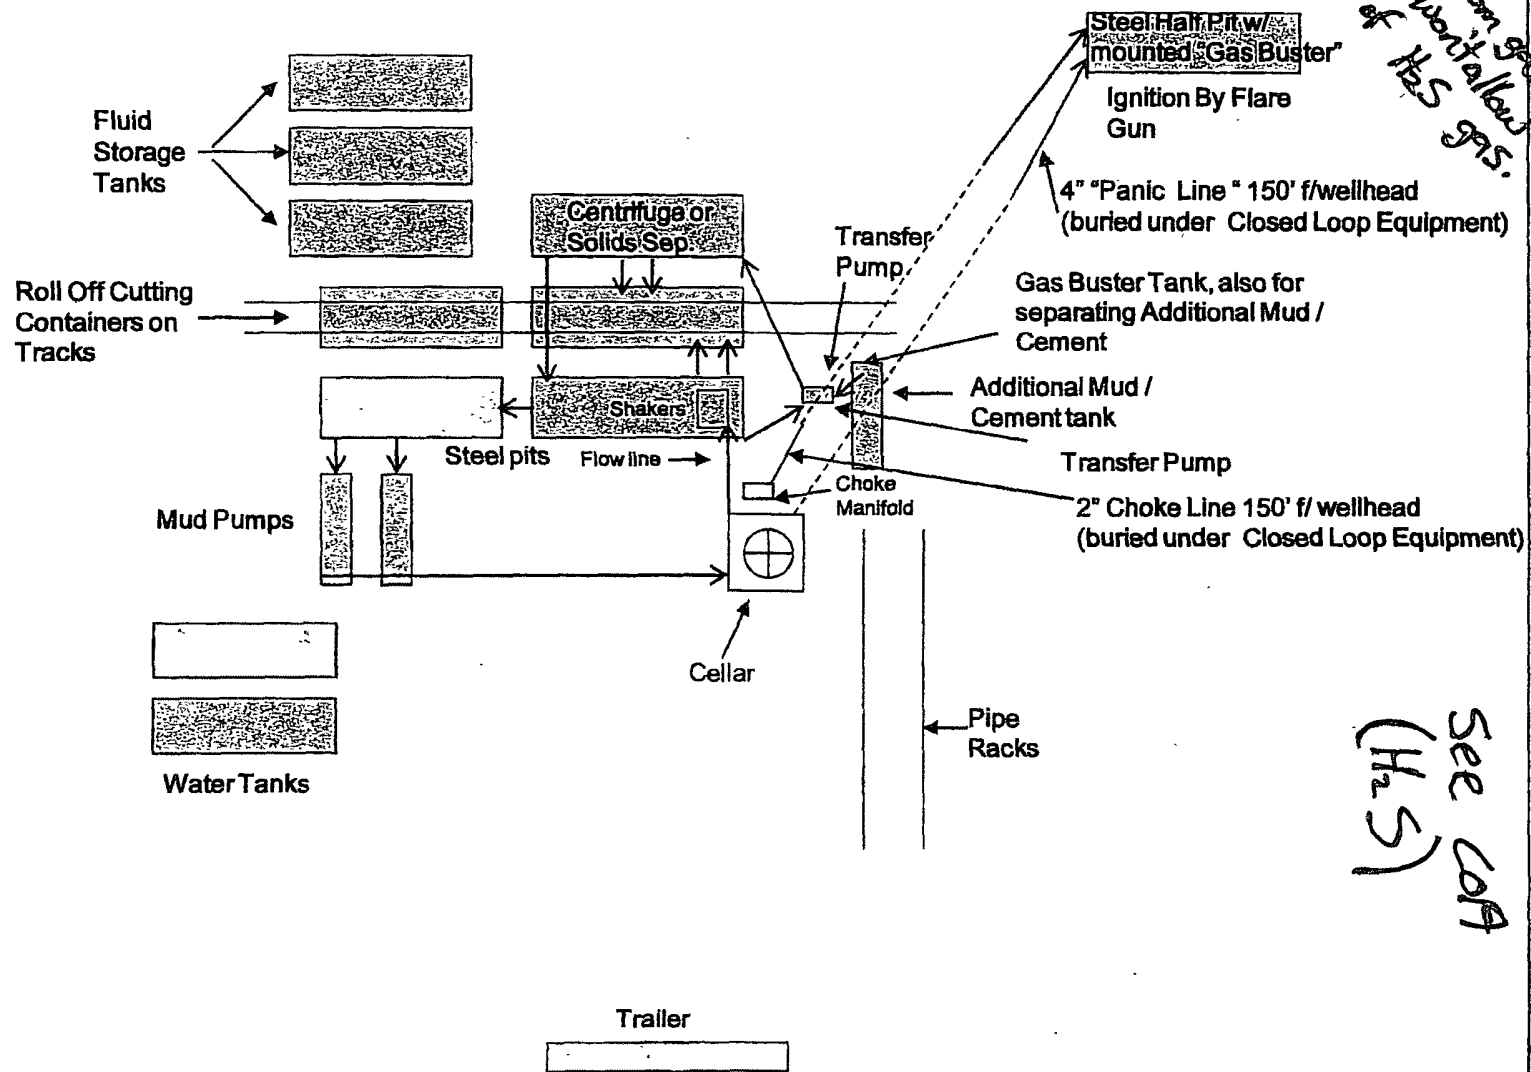 Steel Half Pit w/
mounted "Gas Buster"
Ignition By Flare
Gun
won't allow
of H2S gas.
Fluid
Storage
Tanks
4" "Panic Line " 150' f/wellhead
(buried under Closed Loop Equipment)
Centrifuge or
Solids Sep.
Transfer
Pump
Gas Buster Tank, also for
separating Additional Mud /
Cement
Roll Off Cutting
Containers on
Tracks
Additional Mud /
Cement tank
Shakers
Steel pits
Flow line
Transfer Pump
Choke
Manifold
2" Choke Line 150' f/ wellhead
(buried under Closed Loop Equipment)
Mud Pumps
Cellar
Pipe
Racks
Water Tanks
See COA
(H2S)
Trailer